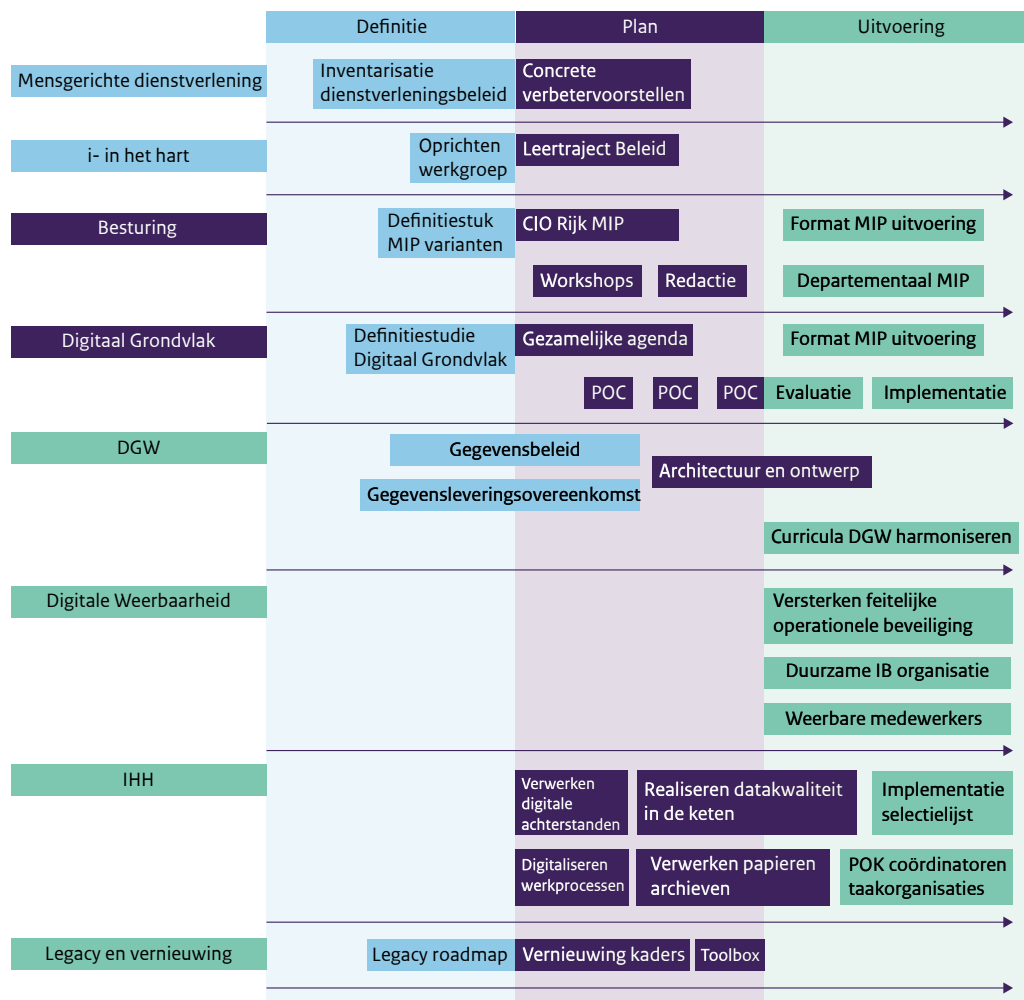 Definitie
Plan
Uitvoering
Mensgerichte dienstverlening
Inventarisatie
dienstverleningsbeleid
Concrete
verbetervoorstellen
i- in het hart
Oprichten
werkgroep
Leertraject Beleid
Besturing
Definitiestuk
MIP varianten
CIO Rijk MIP
Format MIP uitvoering
Workshops
Redactie
Departementaal MIP
Digitaal Grondvlak
Definitiestudie
Digitaal Grondvlak
Gezamelijke agenda
Format MIP uitvoering
POC
POC
POC
Evaluatie
Implementatie
DGW
Gegevensbeleid
Architectuur en ontwerp
Gegevensleveringsovereenkomst
Curricula DGW harmoniseren
Digitale Weerbaarheid
Versterken feitelijke
operationele beveiliging
Duurzame IB organisatie
Weerbare medewerkers
IHH
Verwerken
digitale
achterstanden
Realiseren datakwaliteit
in de keten
Implementatie
selectielijst
Digitaliseren
werkprocessen
Verwerken papieren
archieven
POK coördinatoren
taakorganisaties
Legacy en vernieuwing
Legacy roadmap
Vernieuwing kaders
Toolbox